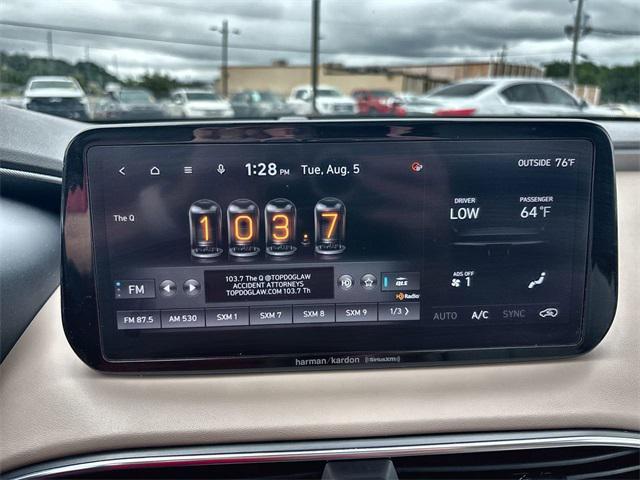 1:28 PM Tue, Aug. 5
OUTSIDE 76°F
The Q
103.7
DRIVER
LOW
PASSENGER
64°F
FM
103.7 The Q @TOPDOGLAW
ACCIDENT ATTORNEYS
TOPDOGLAW.COM 103.7 Th
QLS
HD Radio
ADS OFF
1
FM 87.5 AM 530 SXM 1 SXM 7 SXM 8 SXM 9 1/3 >
AUTO A/C SYNC
harman/kardon ((SiriusXM))